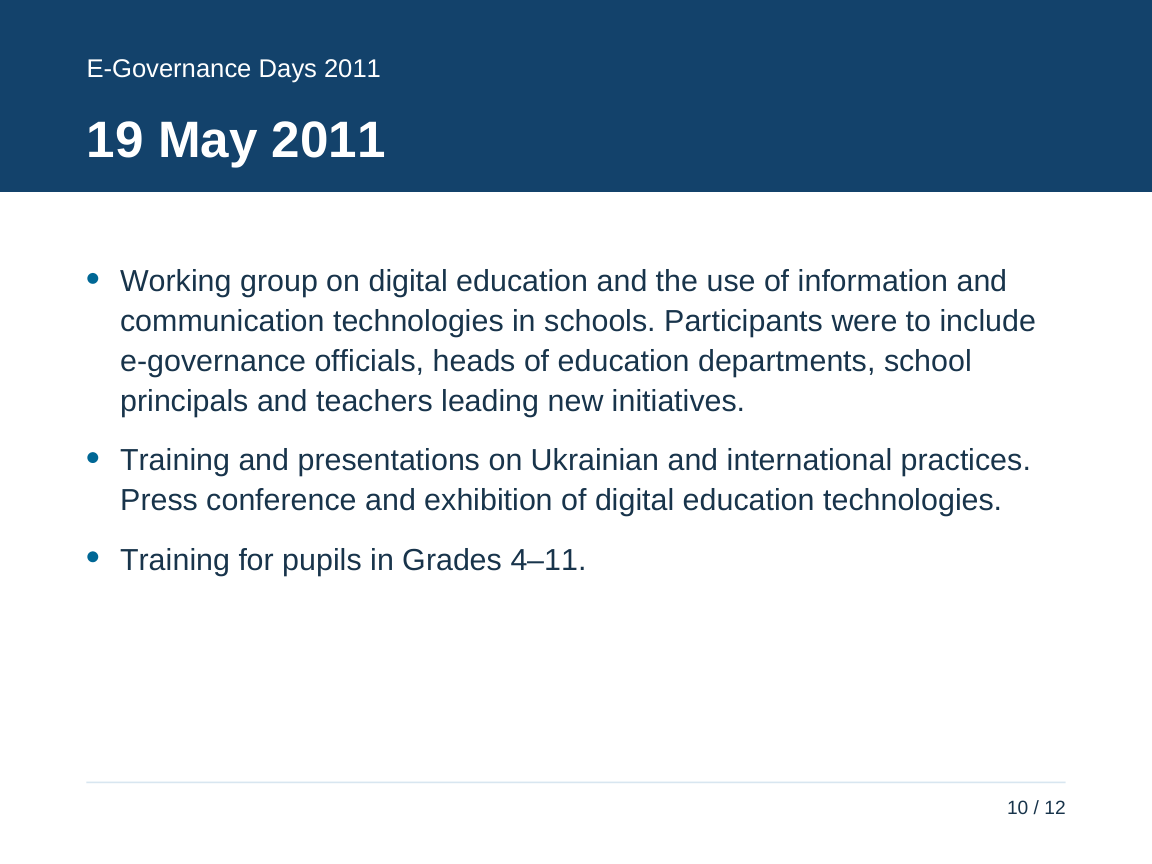 E-Governance Days 2011
19 May 2011
• Working group on digital education and the use of information and
communication technologies in schools. Participants were to include
e-governance officials, heads of education departments, school
principals and teachers leading new initiatives.
• Training and presentations on Ukrainian and international practices.
Press conference and exhibition of digital education technologies.
• Training for pupils in Grades 4–11.
10 / 12